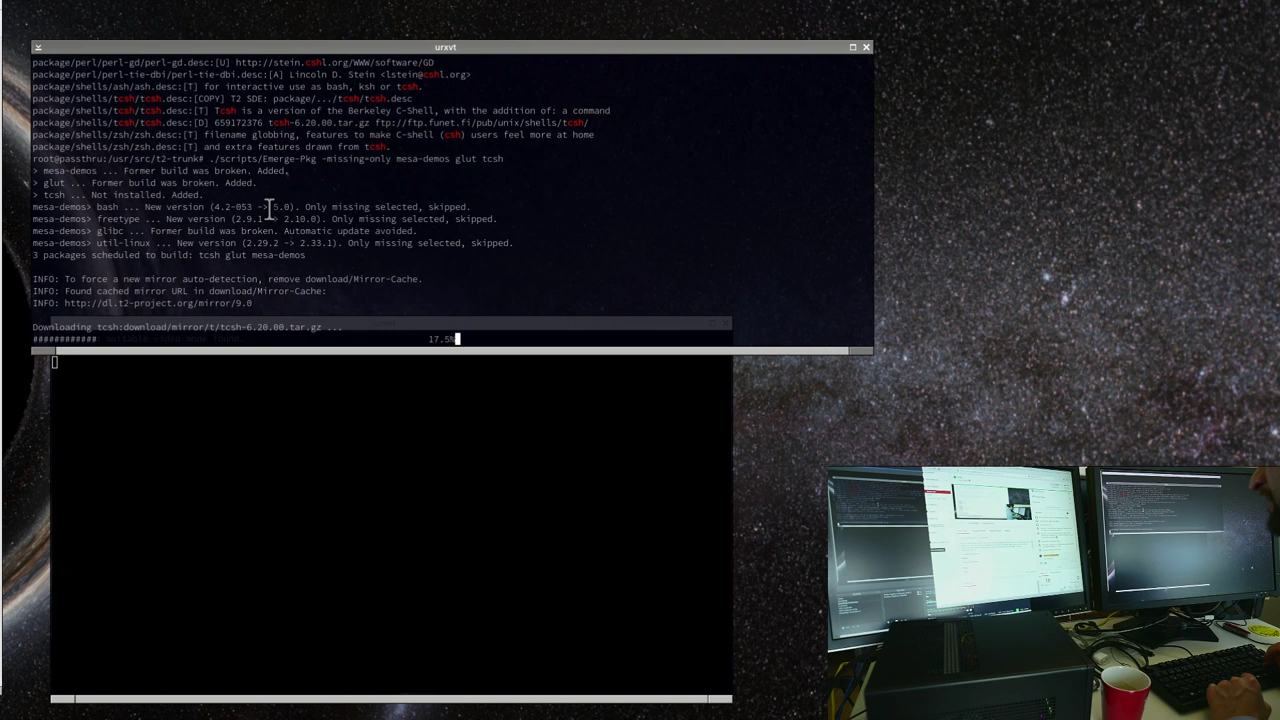 urxvt
package/perl/perl-gd/perl-gd.desc:[U] http://stein.cshl.org/WWW/software/GD
package/perl/perl-tie-dbi/perl-tie-dbi.desc:[A] Lincoln D. Stein <lstein@cshl.org>
package/shells/ash/ash.desc:[T] for interactive use as bash, ksh or tcsh.
package/shells/tcsh/tcsh.desc:[COPY] T2 SDE: package/.../tcsh/tcsh.desc
package/shells/tcsh/tcsh.desc:[T] Tcsh is a version of the Berkeley C-Shell, with the addition of: a command
package/shells/tcsh/tcsh.desc:[D] 659172376 tcsh-6.20.00.tar.gz ftp://ftp.funet.fi/pub/unix/shells/tcsh/
package/shells/zsh/zsh.desc:[T] filename globbing, features to make C-shell (csh) users feel more at home
package/shells/zsh/zsh.desc:[T] and extra features drawn from tcsh.
root@passthru:/usr/src/t2-trunk# ./scripts/Emerge-Pkg -missing=only mesa-demos glut tcsh
> mesa-demos ... Former build was broken. Added.
> glut ... Former build was broken. Added.
> tcsh ... Not installed. Added.
mesa-demos> bash ... New version (4.2-053 -> 5.0). Only missing selected, skipped.
mesa-demos> freetype ... New version (2.9.1 -> 2.10.0). Only missing selected, skipped.
mesa-demos> glibc ... Former build was broken. Automatic update avoided.
mesa-demos> util-linux ... New version (2.29.2 -> 2.33.1). Only missing selected, skipped.
3 packages scheduled to build: tcsh glut mesa-demos
INFO: To force a new mirror auto-detection, remove download/Mirror-Cache.
INFO: Found cached mirror URL in download/Mirror-Cache:
INFO: http://dl.t2-project.org/mirror/9.0
Downloading tcsh:download/mirror/t/tcsh-6.20.00.tar.gz ...
############ 17.5%